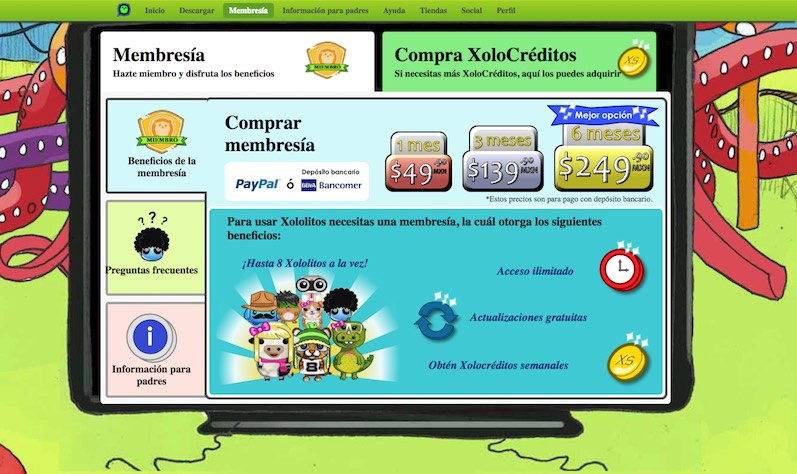 Inicio Descargar Membresía Información para padres Ayuda Tiendas Social Perfil
Membresía
Hazte miembro y disfruta los beneficios
MIEMBRO
Compra XoloCréditos
Si necesitas más XoloCréditos, aquí los puedes adquirir
XS
MIEMBRO
Beneficios de la
membresía
Comprar
membresía
PayPal ó
Depósito bancario
BBVA Bancomer
1 mes
$49.90 MXN
3 meses
$139.90 MXN
Mejor opción
6 meses
$249.90 MXN
*Estos precios son para pago con depósito bancario.
? ? ?
Preguntas frecuentes
i
Información para
padres
Para usar Xololitos necesitas una membresía, la cuál otorga los siguientes
beneficios:
¡Hasta 8 Xololitos a la vez!
8
Acceso ilimitado
Actualizaciones gratuitas
Obtén Xolocréditos semanales
XS